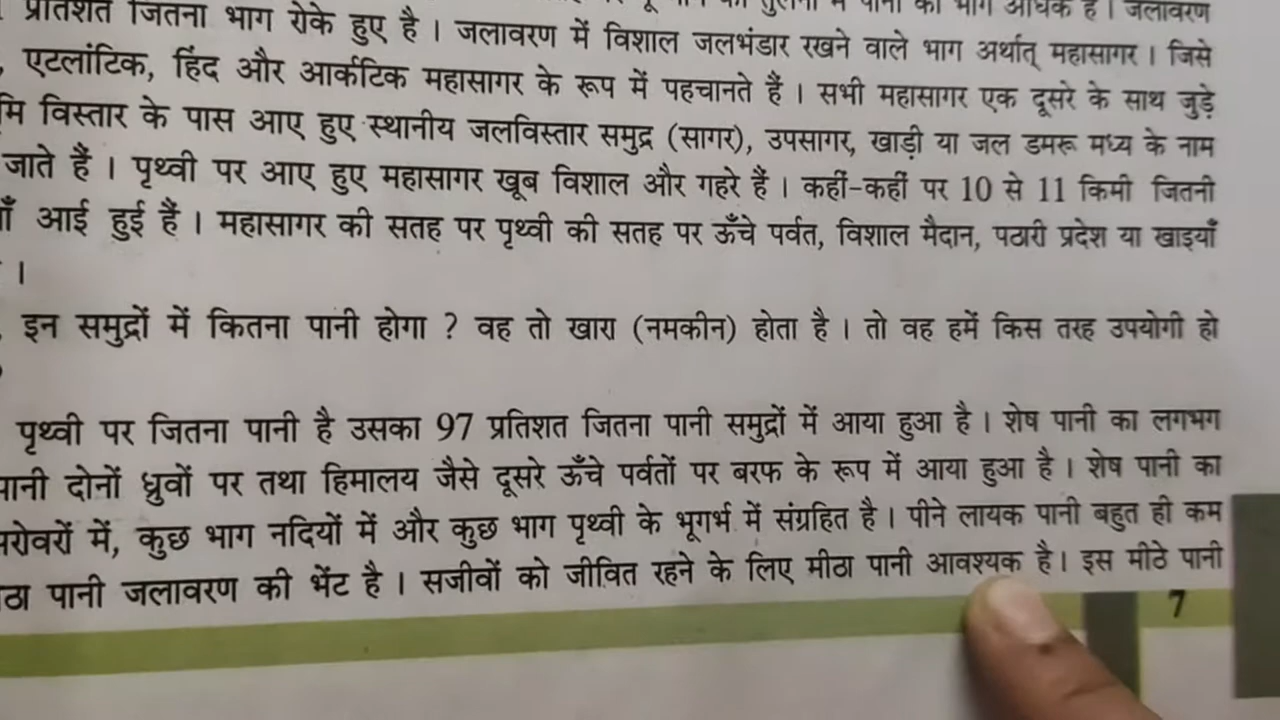 प्रतिशत जितना भाग रोके हुए है । जलावरण में विशाल जलभंडार रखने वाले भाग अर्थात् महासागर । जिसे
एटलांटिक, हिंद और आर्कटिक महासागर के रूप में पहचानते हैं । सभी महासागर एक दूसरे के साथ जुड़े
विस्तार के पास आए हुए स्थानीय जलविस्तार समुद्र (सागर), उपसागर, खाड़ी या जल डमरू मध्य के नाम
जाते हैं । पृथ्वी पर आए हुए महासागर खूब विशाल और गहरे हैं । कहीं-कहीं पर 10 से 11 किमी जितनी
आई हुई हैं । महासागर की सतह पर पृथ्वी की सतह पर ऊँचे पर्वत, विशाल मैदान, पठारी प्रदेश या खाइयाँ
।
इन समुद्रों में कितना पानी होगा ? वह तो खारा (नमकीन) होता है । तो वह हमें किस तरह उपयोगी हो
पृथ्वी पर जितना पानी है उसका 97 प्रतिशत जितना पानी समुद्रों में आया हुआ है । शेष पानी का लगभग
पानी दोनों ध्रुवों पर तथा हिमालय जैसे दूसरे ऊँचे पर्वतों पर बरफ के रूप में आया हुआ है । शेष पानी का
सरोवरों में, कुछ भाग नदियों में और कुछ भाग पृथ्वी के भूगर्भ में संग्रहित है । पीने लायक पानी बहुत ही कम
पानी जलावरण की भेंट है । सजीवों को जीवित रहने के लिए मीठा पानी आवश्यक है। इस मीठे पानी
7